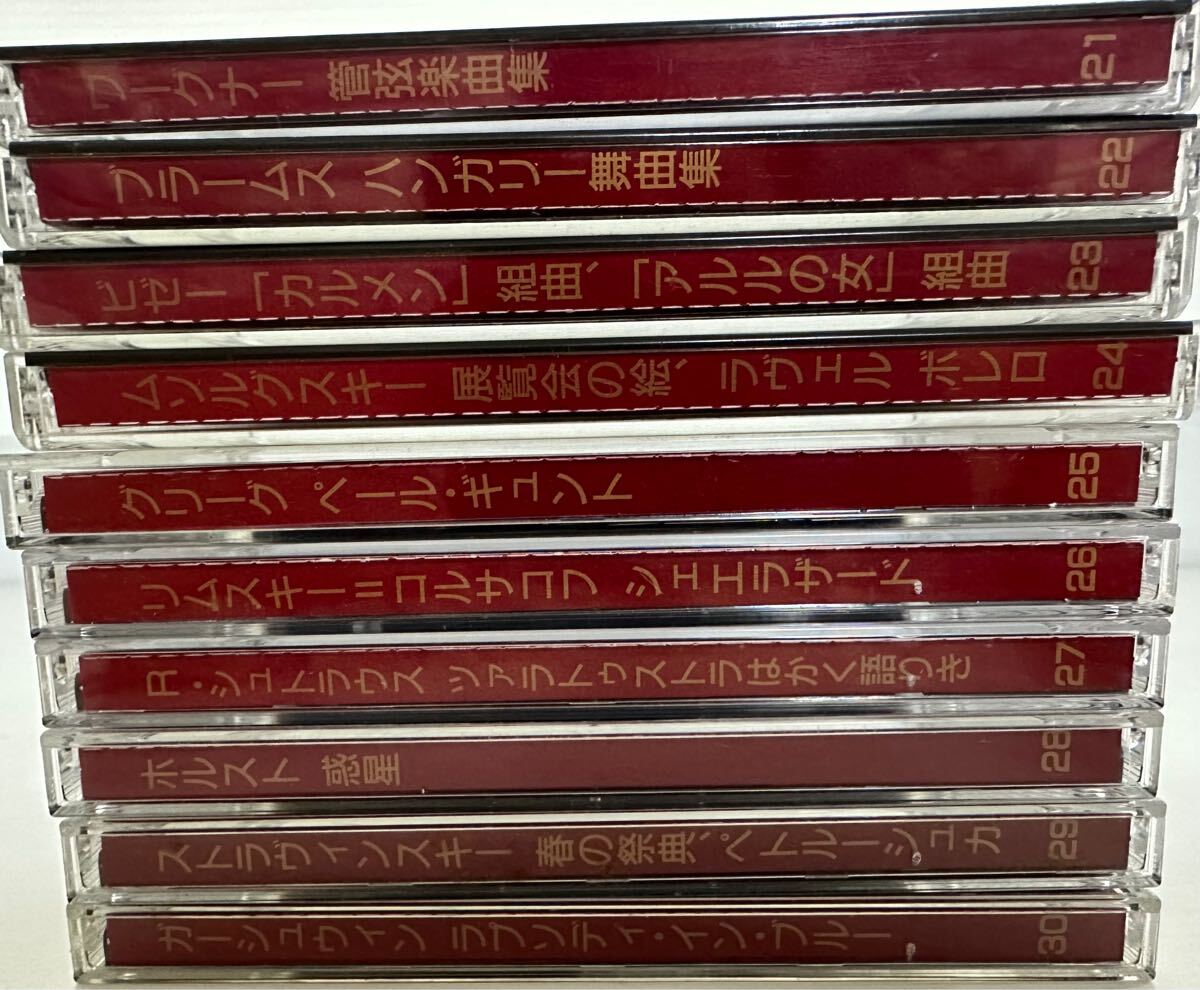 ワーグナー 管弦楽曲集 21
ブラームス ハンガリー舞曲集 22
ビゼー「カルメン」組曲、「アルルの女」組曲 23
ムソルグスキー 展覧会の絵、ラヴェル ボレロ 24
グリーグ ペール・ギュント 25
リムスキー=コルサコフ シェエラザード 26
R・シュトラウス ツァラトゥストラはかく語りき 27
ホルスト 惑星 28
ストラヴィンスキー 春の祭典、ペトルーシュカ 29
ガーシュウィン ラプソディ・イン・ブルー 30